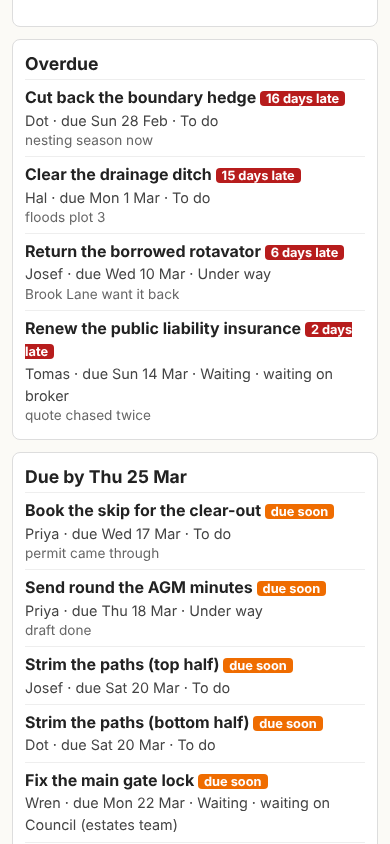 Overdue
Cut back the boundary hedge 16 days late
Dot · due Sun 28 Feb · To do
nesting season now
Clear the drainage ditch 15 days late
Hal · due Mon 1 Mar · To do
floods plot 3
Return the borrowed rotavator 6 days late
Josef · due Wed 10 Mar · Under way
Brook Lane want it back
Renew the public liability insurance 2 days
late
Tomas · due Sun 14 Mar · Waiting · waiting on
broker
quote chased twice
Due by Thu 25 Mar
Book the skip for the clear-out due soon
Priya · due Wed 17 Mar · To do
permit came through
Send round the AGM minutes due soon
Priya · due Thu 18 Mar · Under way
draft done
Strim the paths (top half) due soon
Josef · due Sat 20 Mar · To do
Strim the paths (bottom half) due soon
Dot · due Sat 20 Mar · To do
Fix the main gate lock due soon
Wren · due Mon 22 Mar · Waiting · waiting on
Council (estates team)